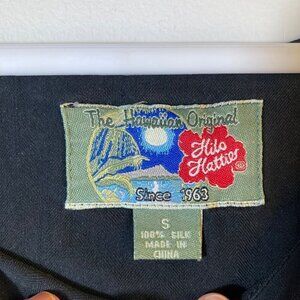 The Hawaiian Original
Hilo
Hattie
®
Since 1963
S
100% SILK
MADE IN
CHINA